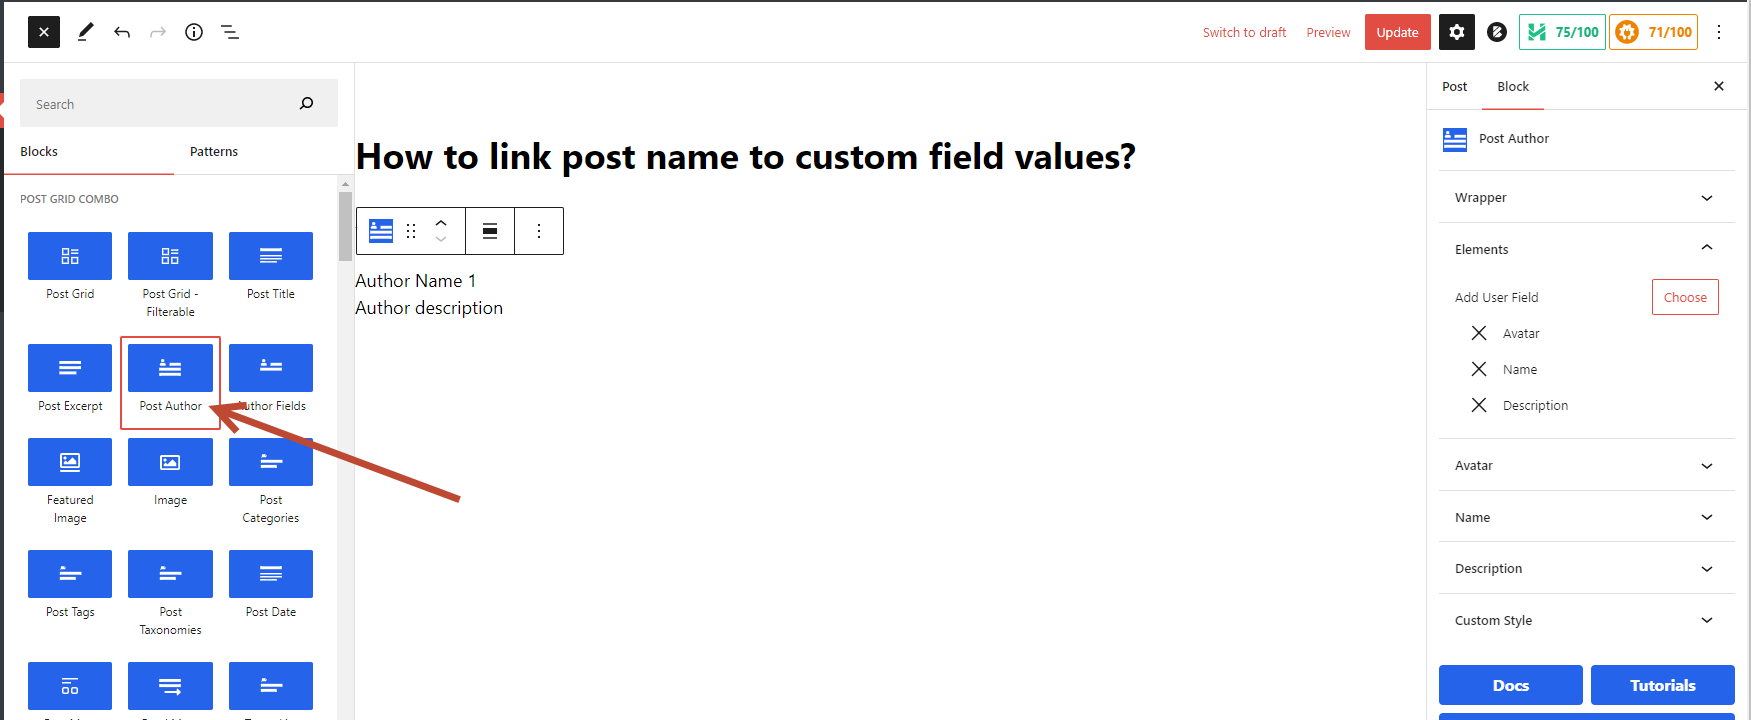 Switch to draft
Preview
Update
75/100
71/100
Search
Blocks
Patterns
POST GRID COMBO
Post Grid
Post Grid -
Filterable
Post Title
Post Excerpt
Post Author
Author Fields
Featured
Image
Image
Post
Categories
Post Tags
Post
Taxonomies
Post Date
How to link post name to custom field values?
Author Name 1
Author description
Post
Block
Post Author
Wrapper
Elements
Add User Field
Choose
Avatar
Name
Description
Avatar
Name
Description
Custom Style
Docs
Tutorials